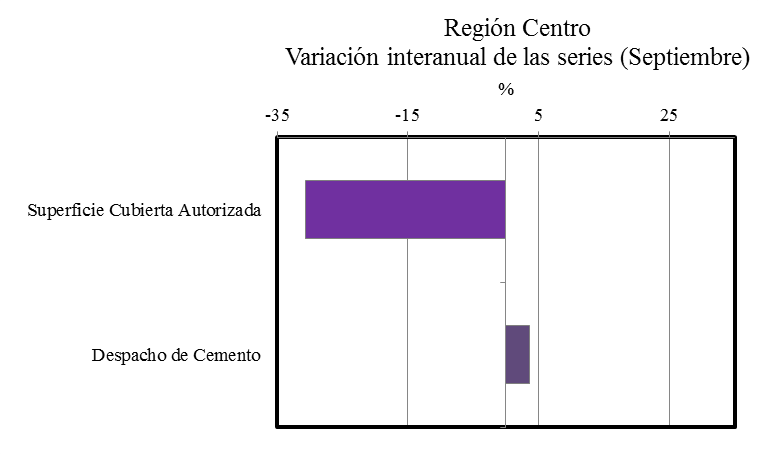 Región Centro
Variación interanual de las series (Septiembre)
%
-35 -15 5 25
Superficie Cubierta Autorizada
Despacho de Cemento